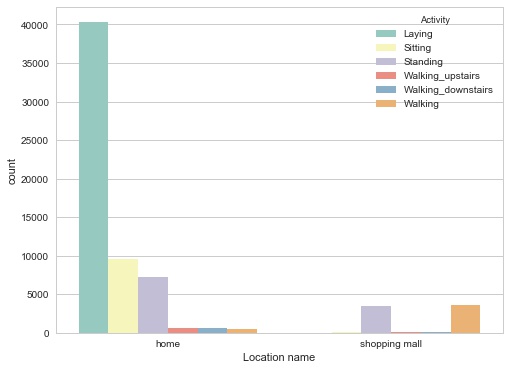 Activity
Laying
Sitting
Standing
Walking_upstairs
Walking_downstairs
Walking
40000
35000
30000
25000
20000
15000
10000
5000
0
count
home
shopping mall
Location name